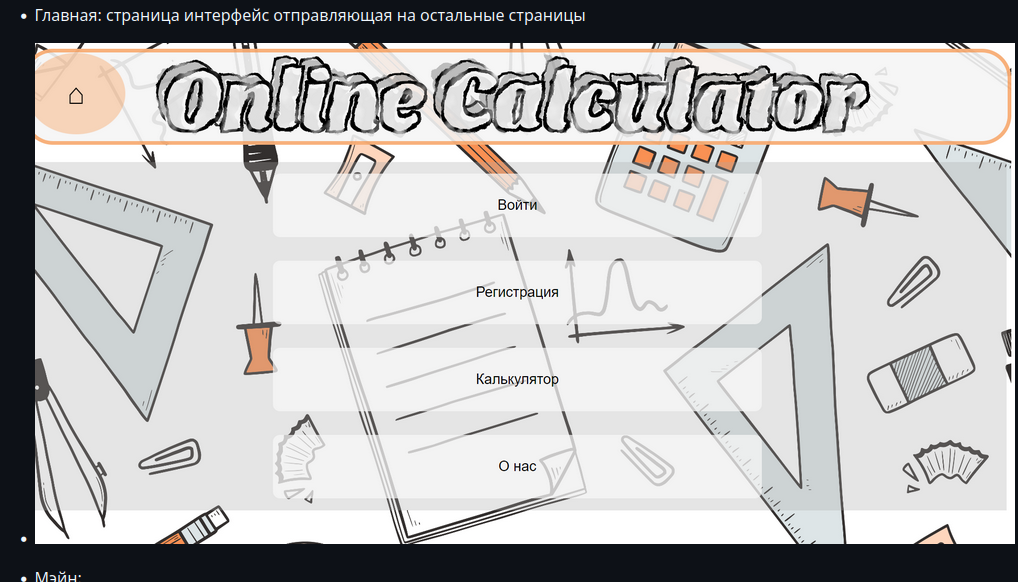 Главная: страница интерфейс отправляющая на остальные страницы
Online Calculator
Войти
Регистрация
Калькулятор
О нас
Мэйн: